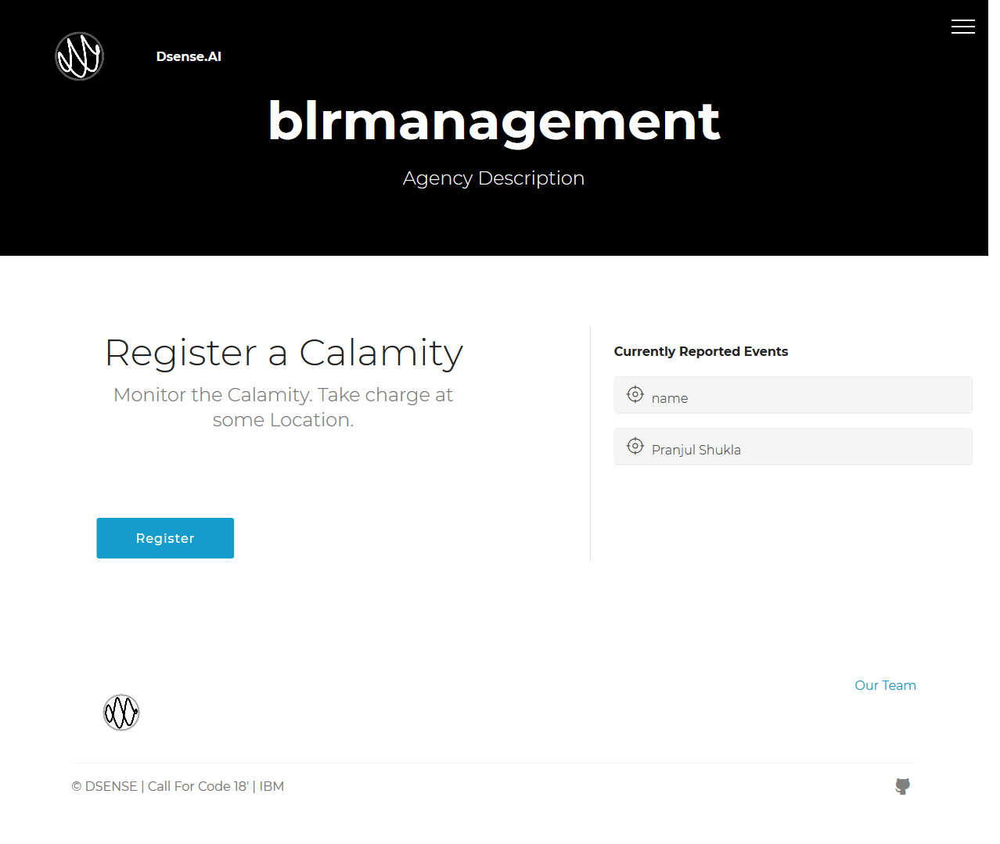 Dsense.AI
blrmanagement
Agency Description
Register a Calamity
Monitor the Calamity. Take charge at
some Location.
Register
Currently Reported Events
name
Pranjul Shukla
Our Team
© DSENSE | Call For Code 18' | IBM